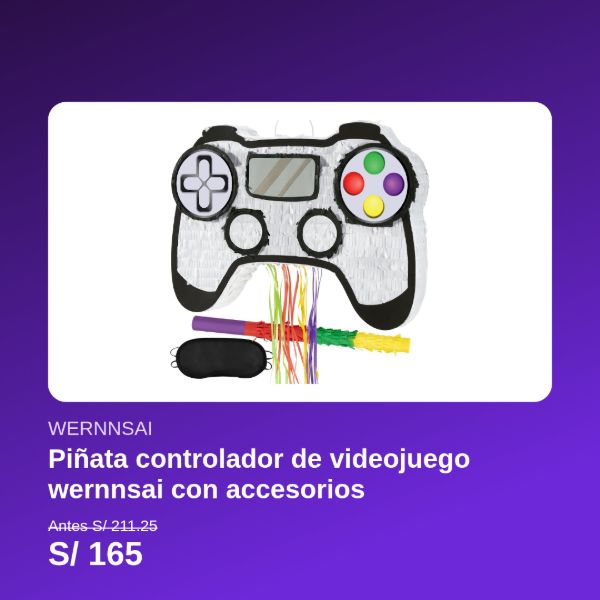 WERNNSAI
Piñata controlador de videojuego
wernnsai con accesorios
Antes S/ 211.25
S/ 165